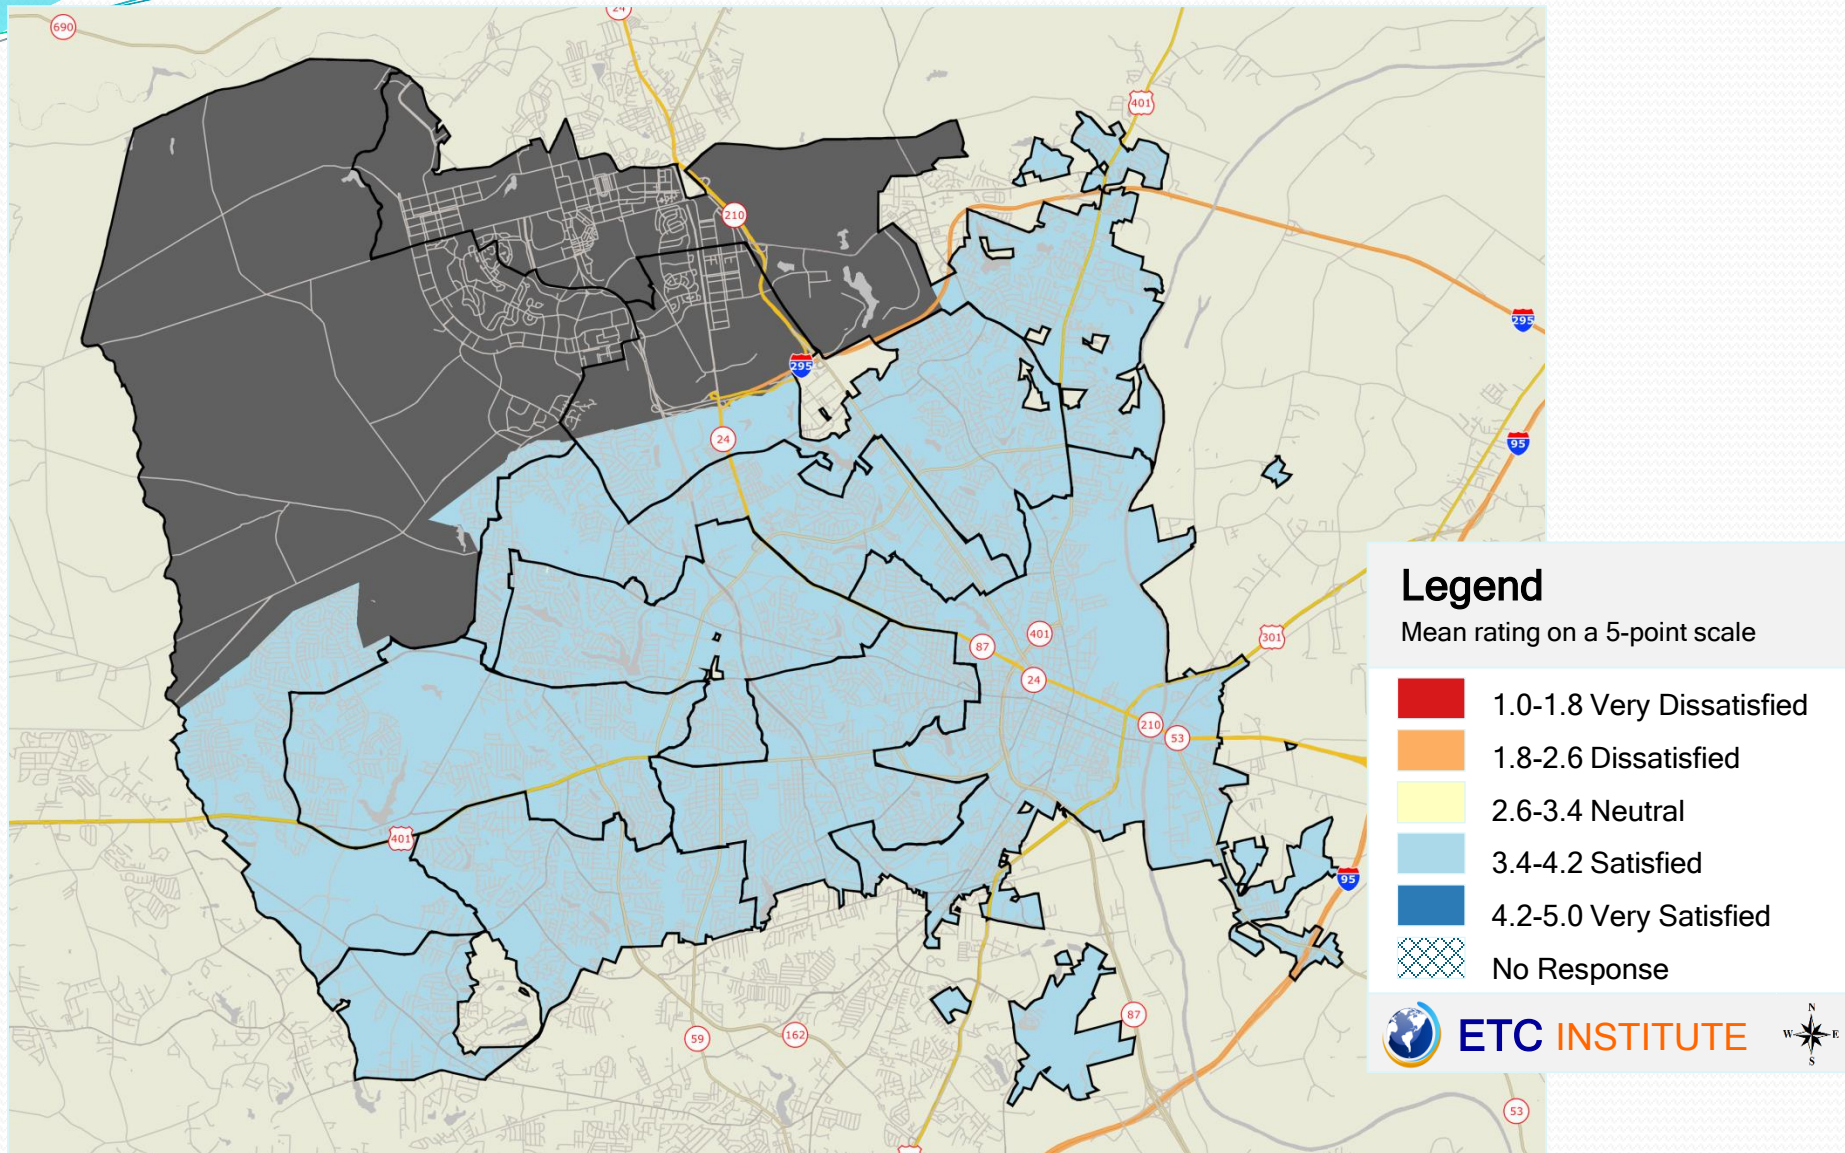 690
24
401
210
295
295
24
95
Legend
Mean rating on a 5-point scale
1.0-1.8 Very Dissatisfied
1.8-2.6 Dissatisfied
2.6-3.4 Neutral
3.4-4.2 Satisfied
4.2-5.0 Very Satisfied
No Response
ETC INSTITUTE
N
W E
S
401
301
87
24
210
53
401
95
87
59
162
53